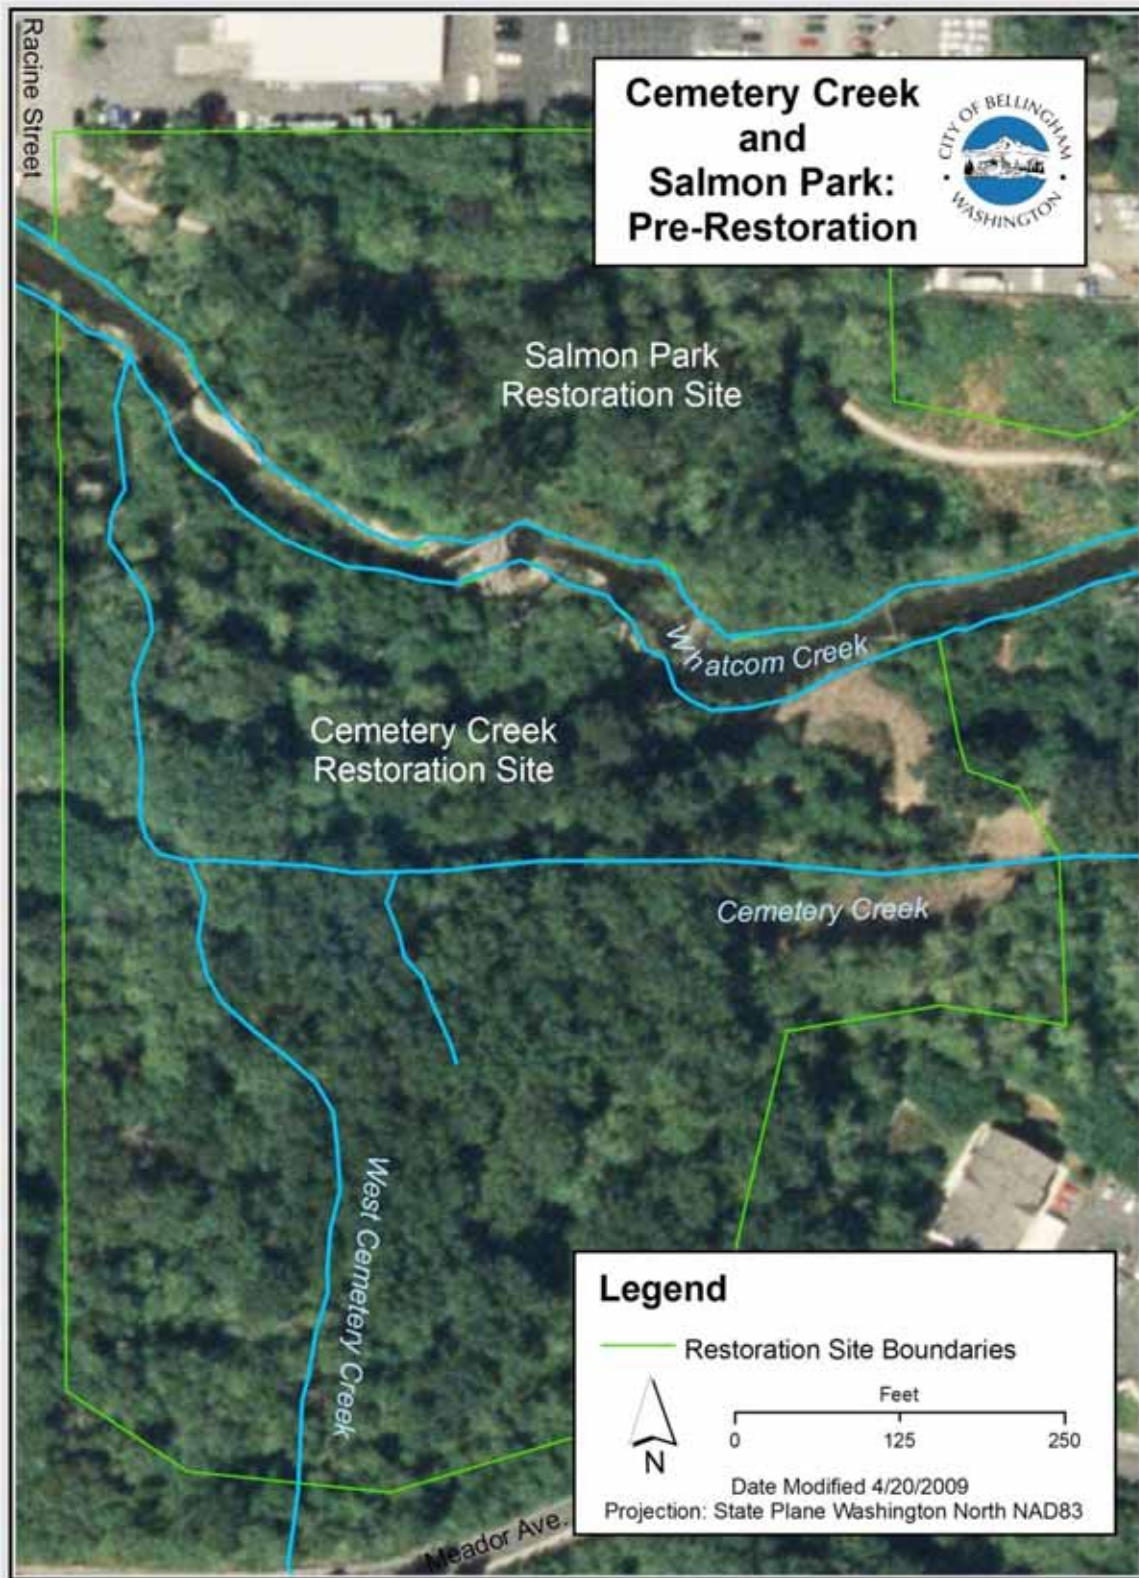 Racine Street
Cemetery Creek
and
Salmon Park:
Pre-Restoration
CITY OF BELLINGHAM
• WASHINGTON •
Salmon Park
Restoration Site
Whatcom Creek
Cemetery Creek
Restoration Site
Cemetery Creek
West Cemetery Creek
Legend
Restoration Site Boundaries
Feet
0 125 250
N
Date Modified 4/20/2009
Projection: State Plane Washington North NAD83
Meador Ave.